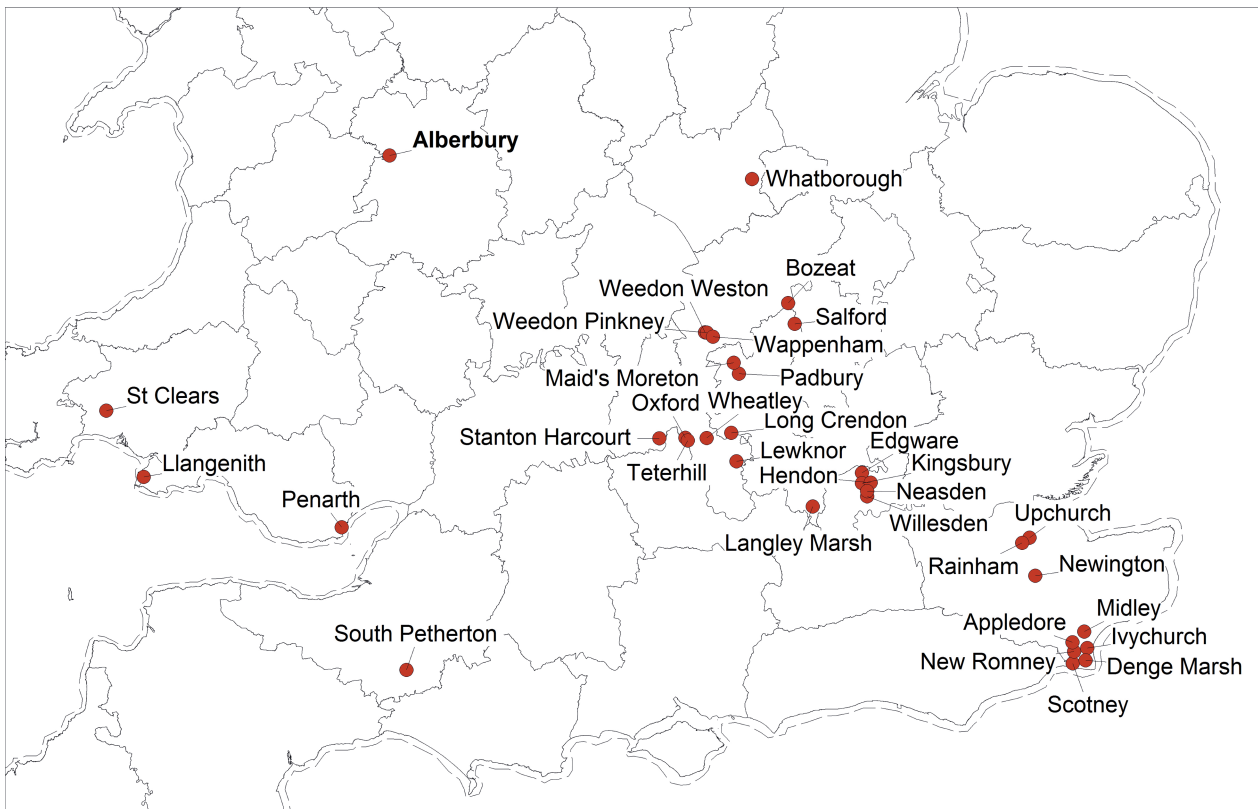 Alberbury
Whatborough
Bozeat
Weedon Weston
Salford
Weedon Pinkney
Wappenham
Maid's Moreton
Padbury
St Clears
Oxford
Wheatley
Long Crendon
Stanton Harcourt
Edgware
Lewknor
Llangenith
Teterhill
Hendon
Kingsbury
Neasden
Penarth
Willesden
Upchurch
Langley Marsh
Rainham
Newington
Midley
Appledore
South Petherton
Ivychurch
New Romney
Denge Marsh
Scotney